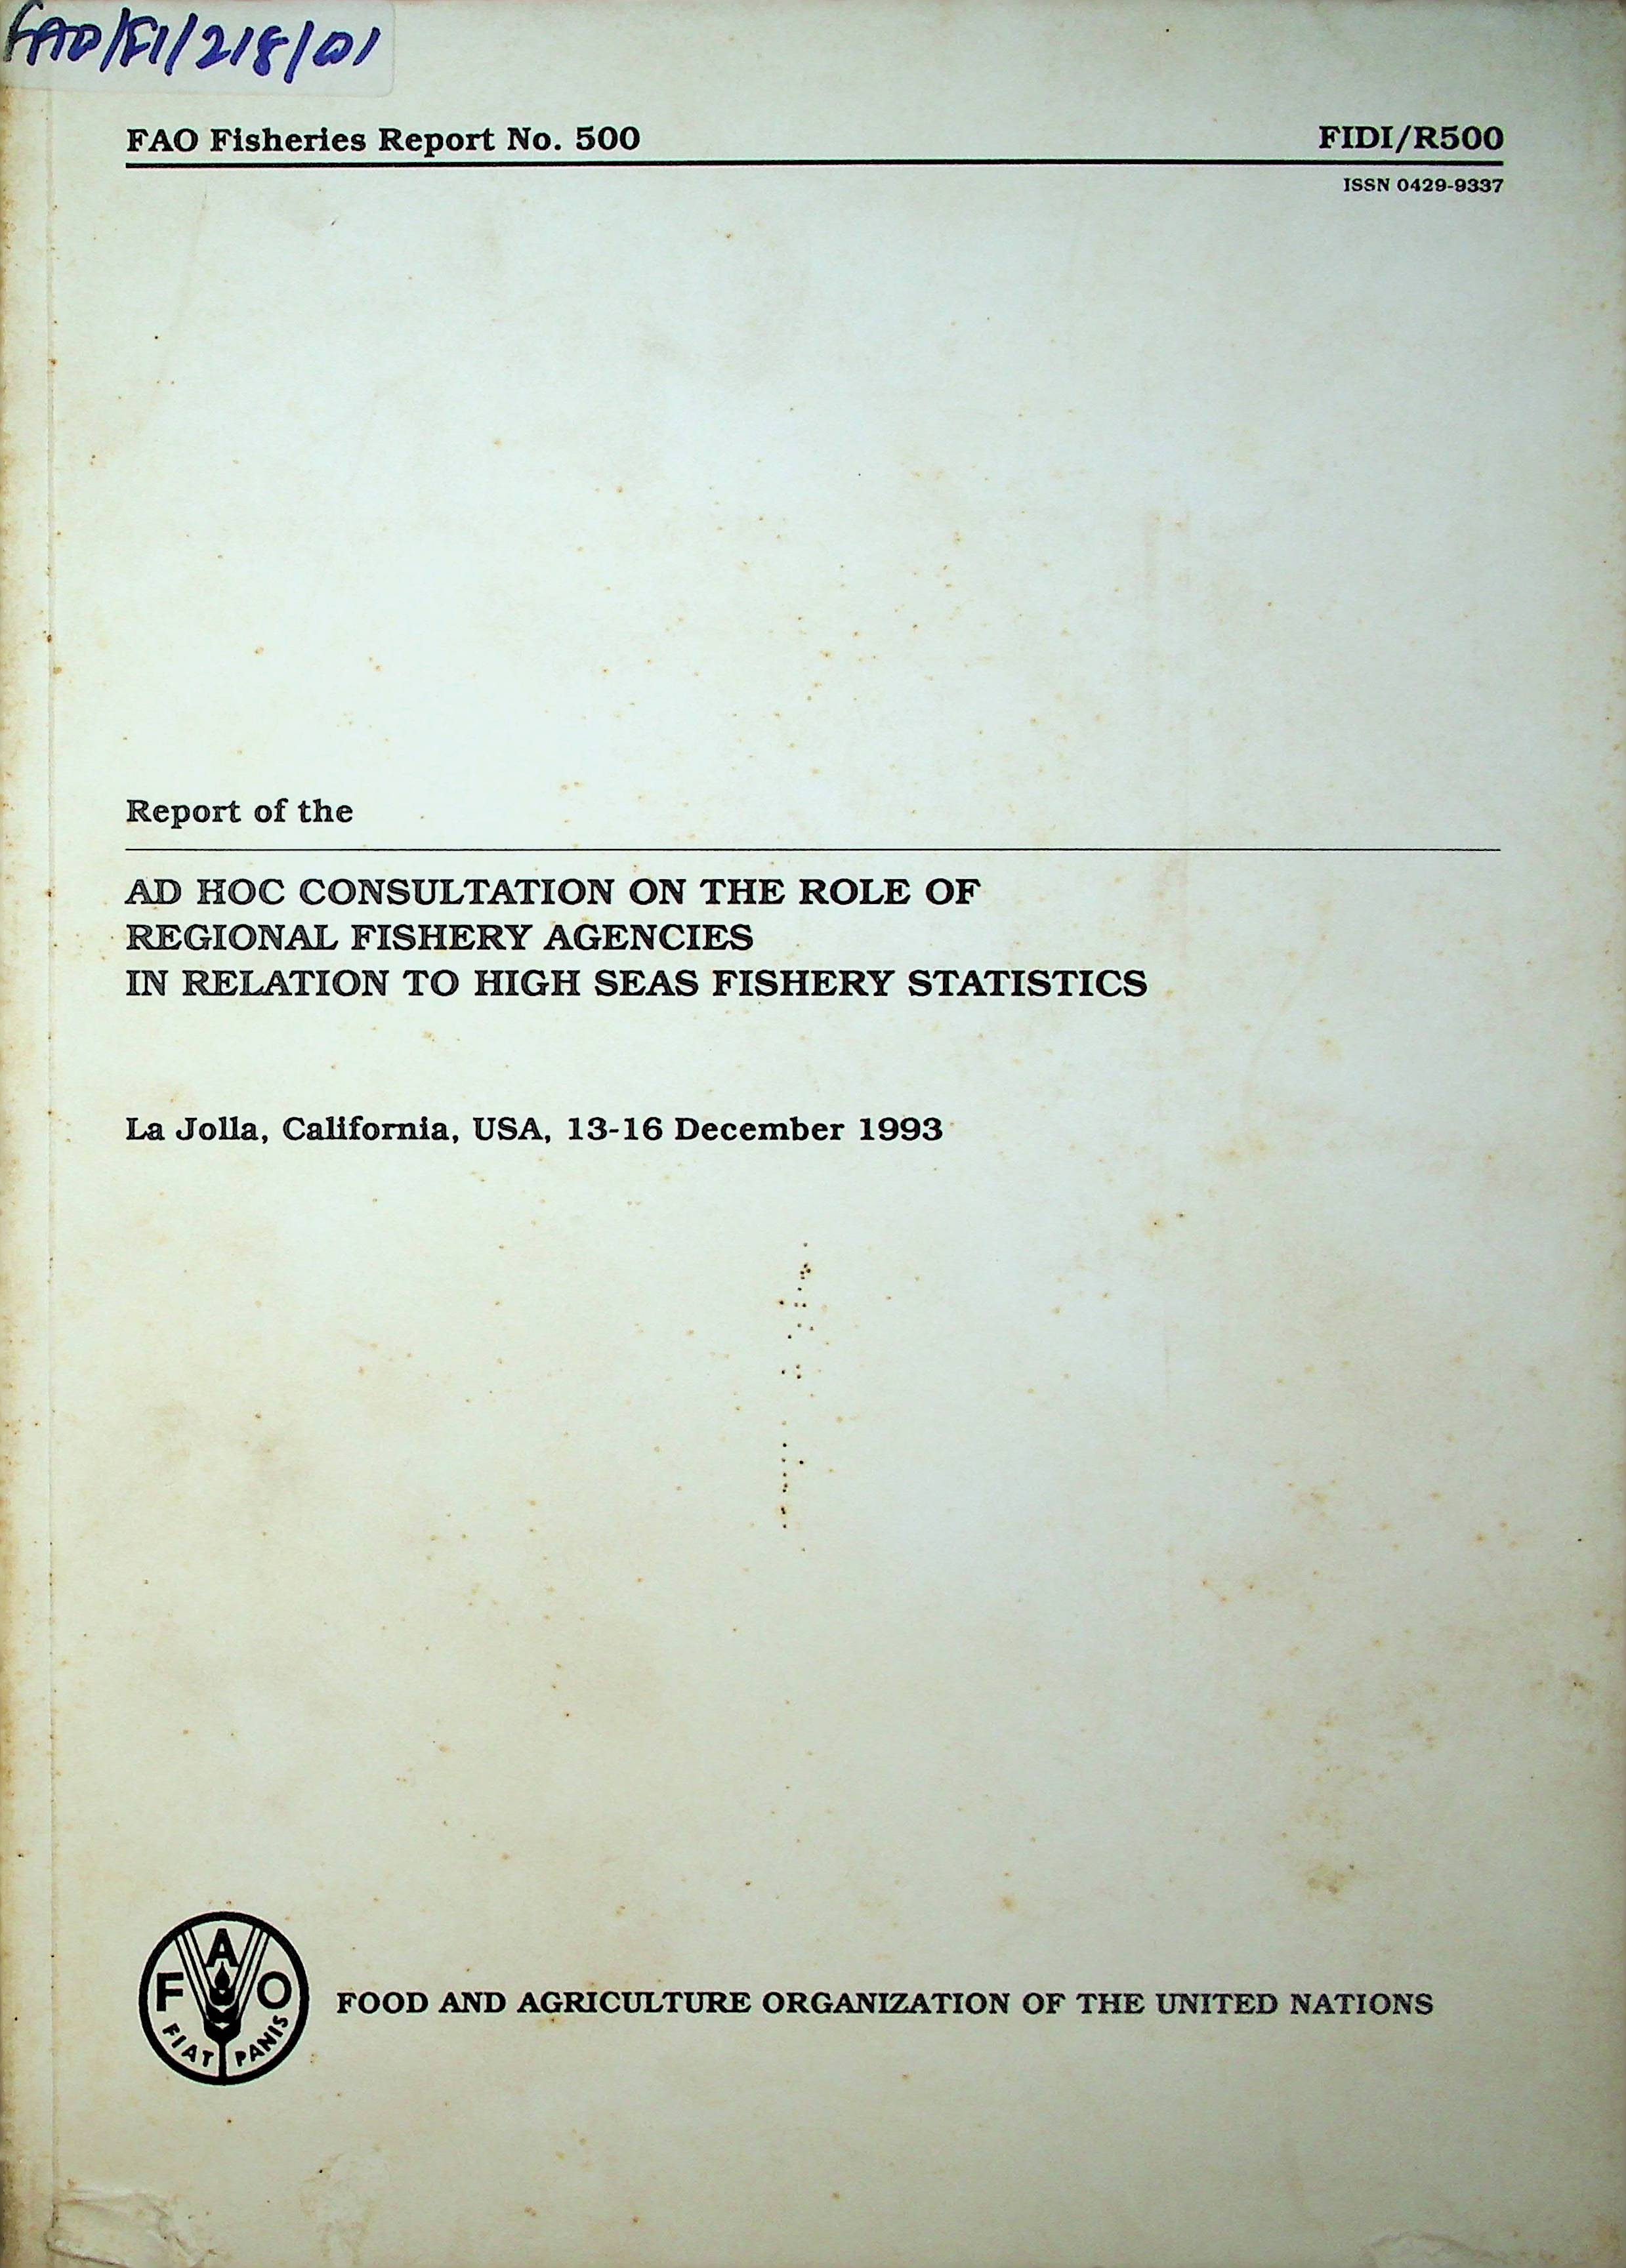 FAO/FI/218/01
FAO Fisheries Report No. 500
FIDI/R500
ISSN 0429-9337
Report of the
AD HOC CONSULTATION ON THE ROLE OF
REGIONAL FISHERY AGENCIES
IN RELATION TO HIGH SEAS FISHERY STATISTICS
La Jolla, California, USA, 13-16 December 1993
F A O
FIAT PANIS
FOOD AND AGRICULTURE ORGANIZATION OF THE UNITED NATIONS